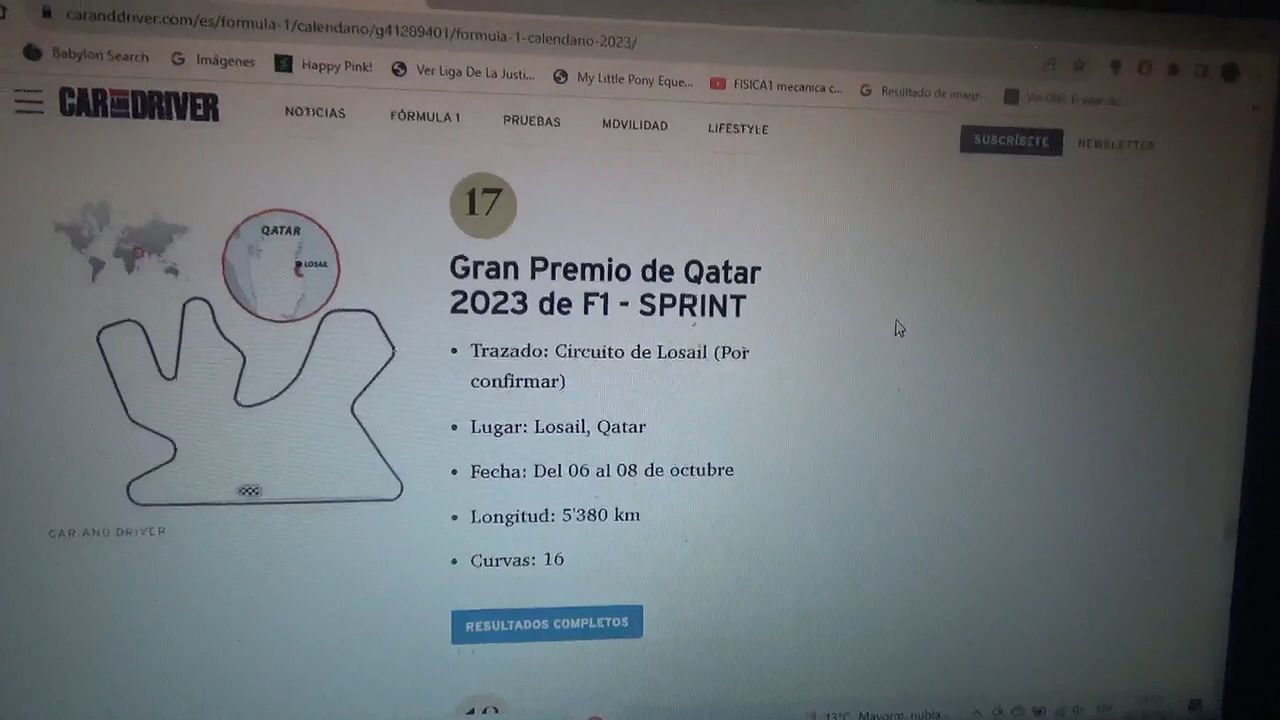 caranddriver.com/es/formula-1/calendario/g41289401/formula-1-calendario-2023/
Babylon Search
Imágenes
Happy Pink!
Ver Liga De La Justi...
My Little Pony Eque...
FISICA1 mecanica c...
Resultado de image
CAR AND DRIVER
NOTICIAS
FÓRMULA 1
PRUEBAS
MOVILIDAD
LIFESTYLE
SUSCRÍBETE
NEWSLETTER
QATAR
LOSAIL
17
Gran Premio de Qatar
2023 de F1 - SPRINT
• Trazado: Circuito de Losail (Por
confirmar)
• Lugar: Losail, Qatar
• Fecha: Del 06 al 08 de octubre
• Longitud: 5'380 km
• Curvas: 16
CAR AND DRIVER
RESULTADOS COMPLETOS
13°C Mayorm. nubla...